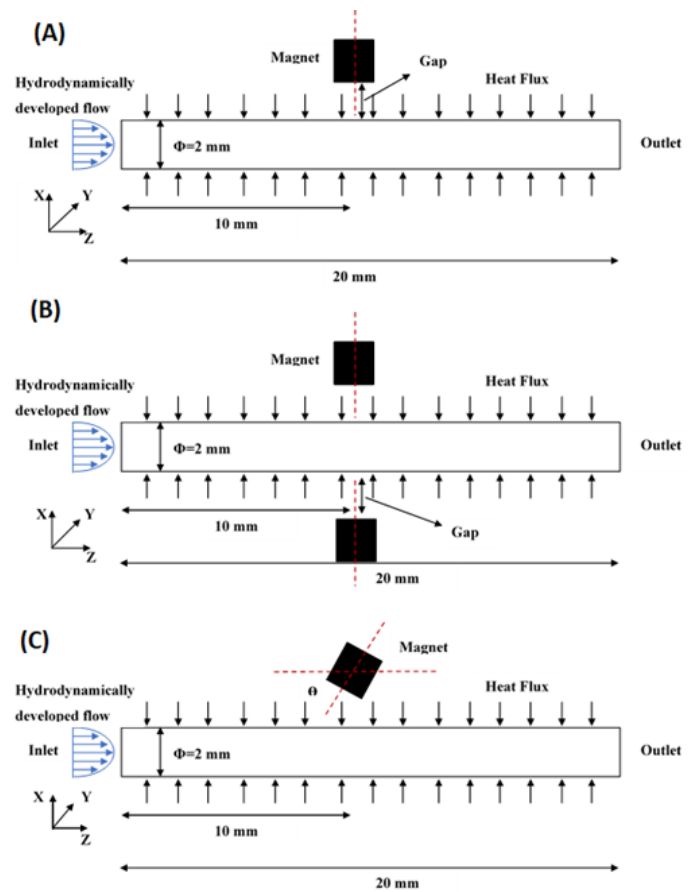 (A)
Magnet
Gap
Hydrodynamically
developed flow
Heat Flux
Inlet
Φ=2 mm
Outlet
X
Y
Z
10 mm
20 mm
(B)
Magnet
Hydrodynamically
developed flow
Heat Flux
Inlet
Φ=2 mm
Outlet
X
Y
Z
10 mm
Gap
20 mm
(C)
Magnet
Θ
Hydrodynamically
developed flow
Heat Flux
Inlet
Φ=2 mm
Outlet
X
Y
Z
10 mm
20 mm